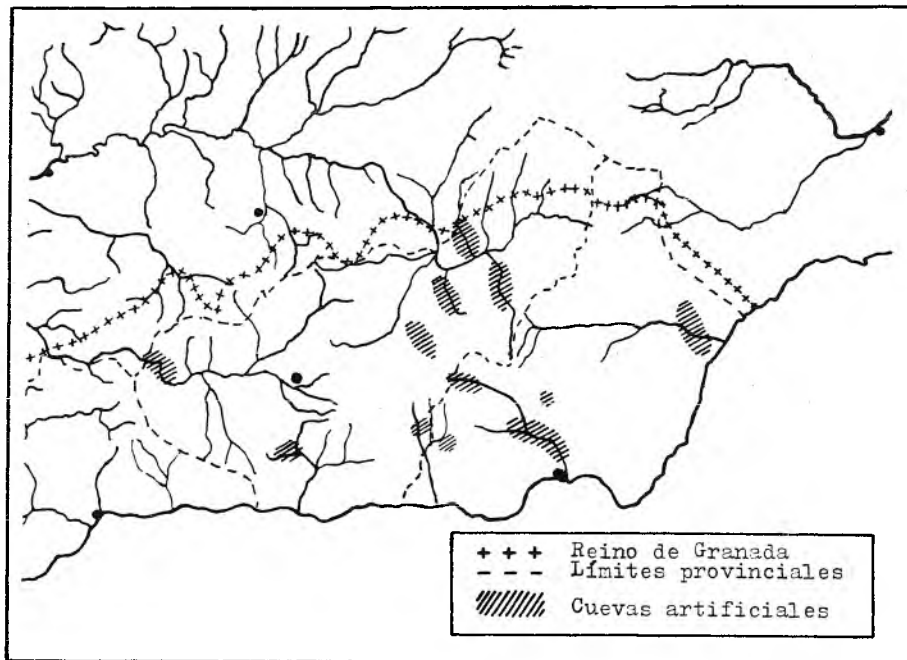 + + + Reino de Granada
- - - Límites provinciales
Cuevas artificiales